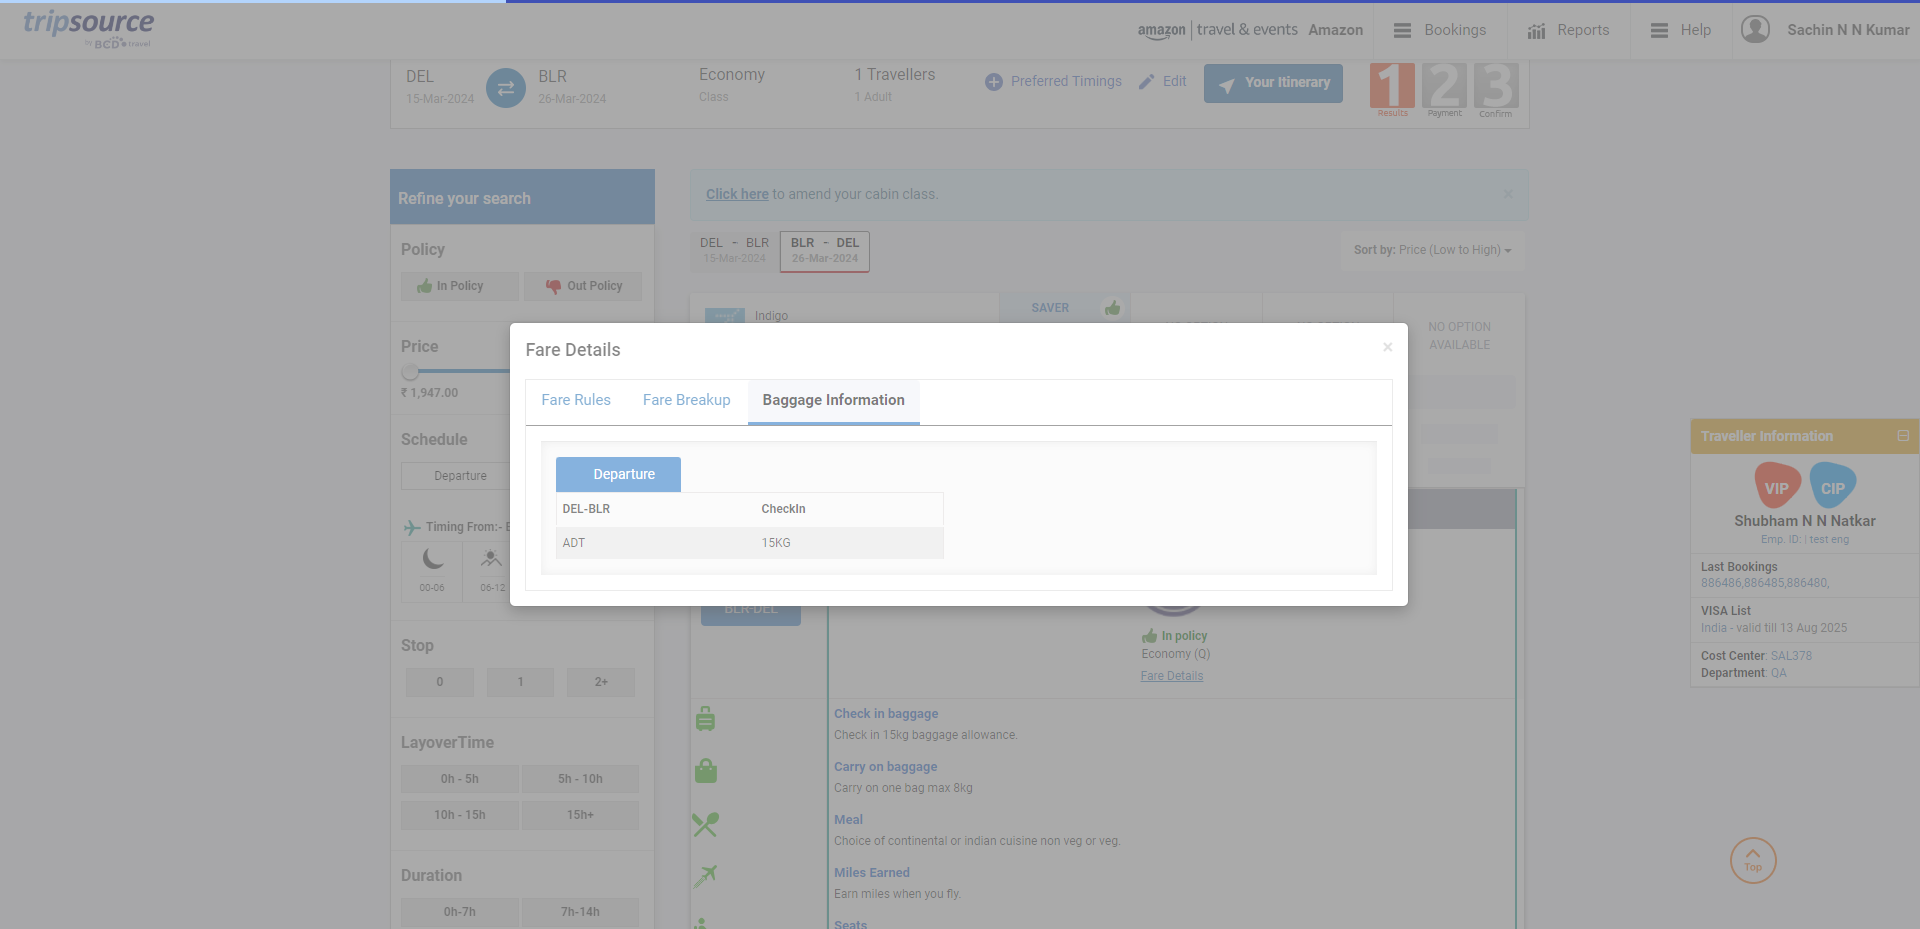 tripsource
BY BCD travel
amazon | travel & events Amazon
Bookings
Reports
Help
Sachin N N Kumar
DEL
15-Mar-2024
BLR
26-Mar-2024
Economy
Class
1 Travellers
1 Adult
Preferred Timings
Edit
Your Itinerary
1 Results
2 Payment
3 Confirm
Refine your search
Policy
In Policy
Out Policy
Price
₹ 1,947.00
Schedule
Departure
Timing From:-
00-06
06-12
Stop
0
1
2+
LayoverTime
0h - 5h
5h - 10h
10h - 15h
15h+
Duration
0h-7h
7h-14h
Click here to amend your cabin class.
×
DEL - BLR
15-Mar-2024
BLR - DEL
26-Mar-2024
Sort by: Price (Low to High)
Indigo
SAVER
NO OPTION
AVAILABLE
Fare Details
×
Fare Rules
Fare Breakup
Baggage Information
Departure
DEL-BLR CheckIn
ADT 15KG
BLR-DEL
In policy
Economy (Q)
Fare Details
Check in baggage
Check in 15kg baggage allowance.
Carry on baggage
Carry on one bag max 8kg
Meal
Choice of continental or indian cuisine non veg or veg.
Miles Earned
Earn miles when you fly.
Seats
Traveller Information
VIP
CIP
Shubham N N Natkar
Emp. ID: | test eng
Last Bookings
886486,886485,886480,
VISA List
India - valid till 13 Aug 2025
Cost Center: SAL378
Department: QA
Top